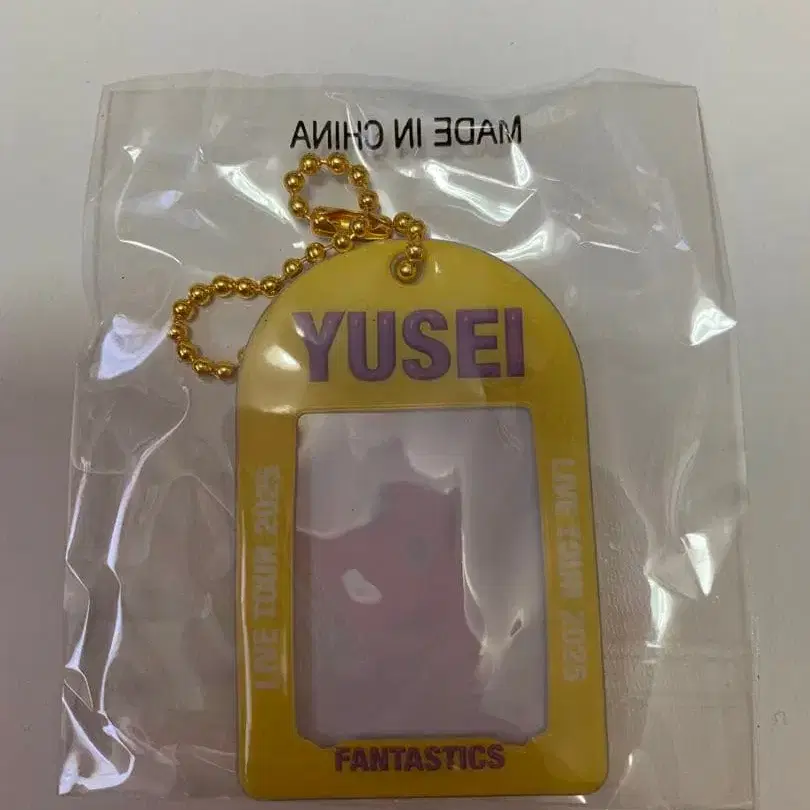 MADE IN CHINA
YUSEI
LIVE TOUR 2025
LIVE TOUR 2025
FANTASTICS